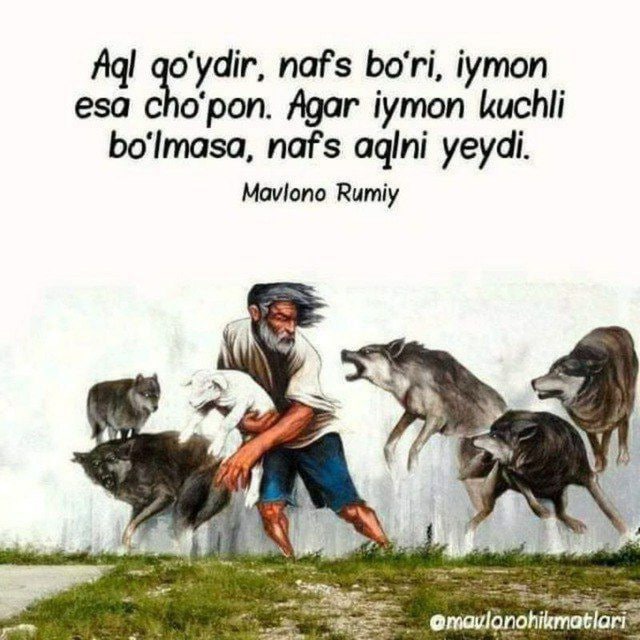 Aql qo'ydir, nafs bo'ri, iymon
esa cho'pon. Agar iymon kuchli
bo'lmasa, nafs aqlni yeydi.
Mavlono Rumiy
@mavlonohikmatlari